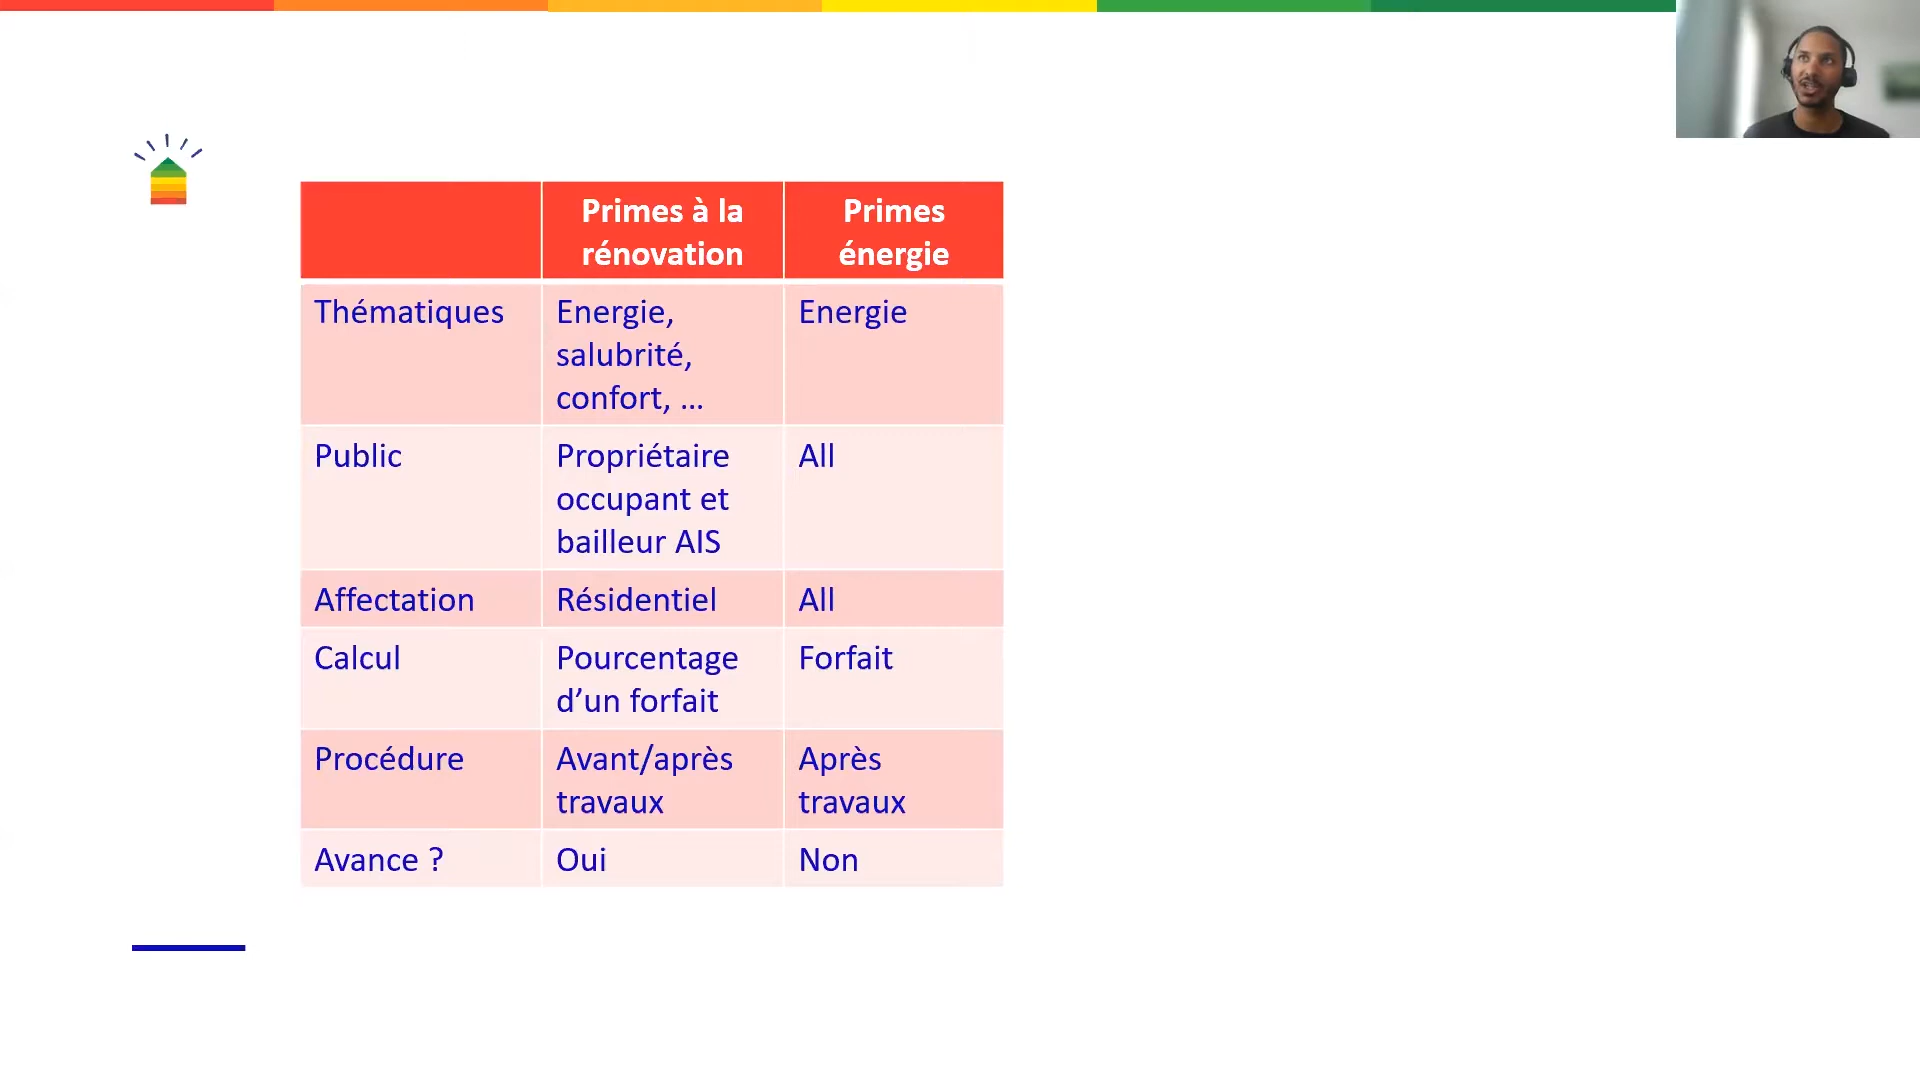 Primes à la
rénovation
Primes
énergie
Thématiques
Energie,
salubrité,
confort, ...
Energie
Public
Propriétaire
occupant et
bailleur AIS
All
Affectation
Résidentiel
All
Calcul
Pourcentage
d’un forfait
Forfait
Procédure
Avant/après
travaux
Après
travaux
Avance ?
Oui
Non